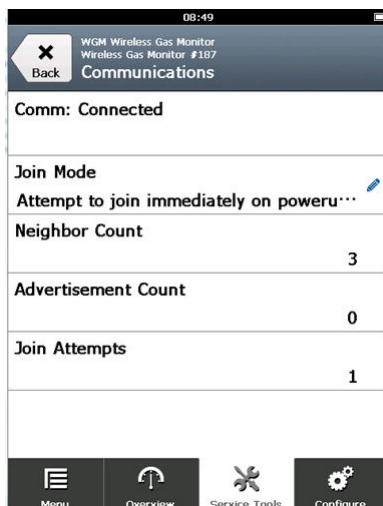 08:49
WGM Wireless Gas Monitor
Wireless Gas Monitor #187
Back
Communications
Comm: Connected
Join Mode
Attempt to join immediately on poweru···
Neighbor Count
3
Advertisement Count
0
Join Attempts
1
Menu
Overview
Service Tools
Configure